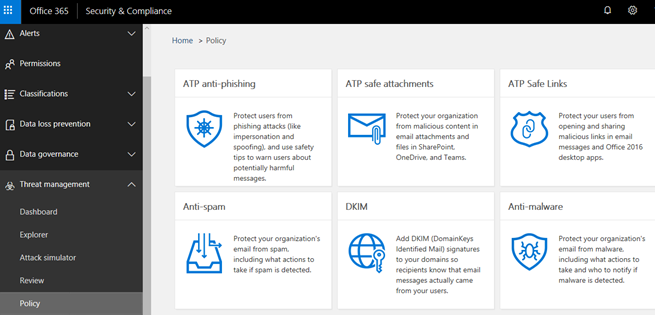 Office 365 Security & Compliance
Alerts
Permissions
Classifications
Data loss prevention
Data governance
Threat management
Dashboard
Explorer
Attack simulator
Review
Policy
Home > Policy
ATP anti-phishing
Protect users from
phishing attacks (like
impersonation and
spoofing), and use safety
tips to warn users about
potentially harmful
messages.
ATP safe attachments
Protect your organization
from malicious content in
email attachments and
files in SharePoint,
OneDrive, and Teams.
ATP Safe Links
Protect your users from
opening and sharing
malicious links in email
messages and Office 2016
desktop apps.
Anti-spam
Protect your organization's
email from spam,
including what actions to
take if spam is detected.
DKIM
Add DKIM (DomainKeys
Identified Mail) signatures
to your domains so
recipients know that email
messages actually came
from your users.
Anti-malware
Protect your organization's
email from malware,
including what actions to
take and who to notify if
malware is detected.